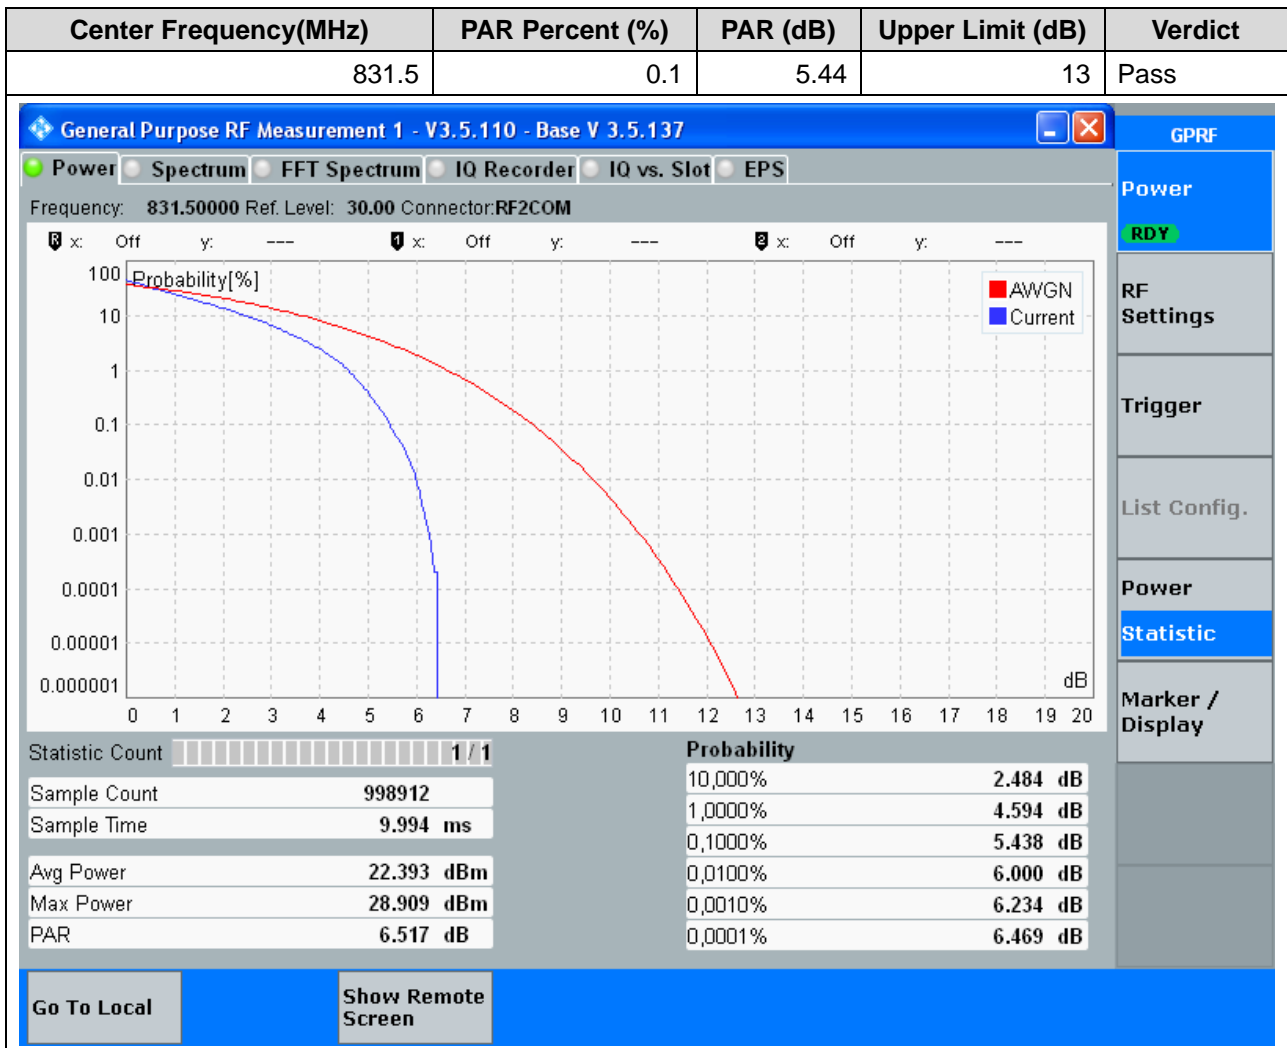 Center Frequency(MHz) PAR Percent (%) PAR (dB) Upper Limit (dB) Verdict
831.5 0.1 5.44 13 Pass
General Purpose RF Measurement 1 - V3.5.110 - Base V 3.5.137
GPRF
Power Spectrum FFT Spectrum IQ Recorder IQ vs. Slot EPS
Power
RDY
Frequency: 831.50000 Ref. Level: 30.00 Connector:RF2COM
R x: Off y: --- 1 x: Off y: --- 2 x: Off y: ---
Probability[%]
AWGN
Current
100
10
1
0.1
0.01
0.001
0.0001
0.00001
0.000001
dB
0 1 2 3 4 5 6 7 8 9 10 11 12 13 14 15 16 17 18 19 20
RF
Settings
Trigger
List Config.
Power
Statistic
Marker /
Display
Statistic Count 1 / 1
Sample Count 998912
Sample Time 9.994 ms
Avg Power 22.393 dBm
Max Power 28.909 dBm
PAR 6.517 dB
Probability
10,000% 2.484 dB
1,0000% 4.594 dB
0,1000% 5.438 dB
0,0100% 6.000 dB
0,0010% 6.234 dB
0,0001% 6.469 dB
Go To Local
Show Remote
Screen